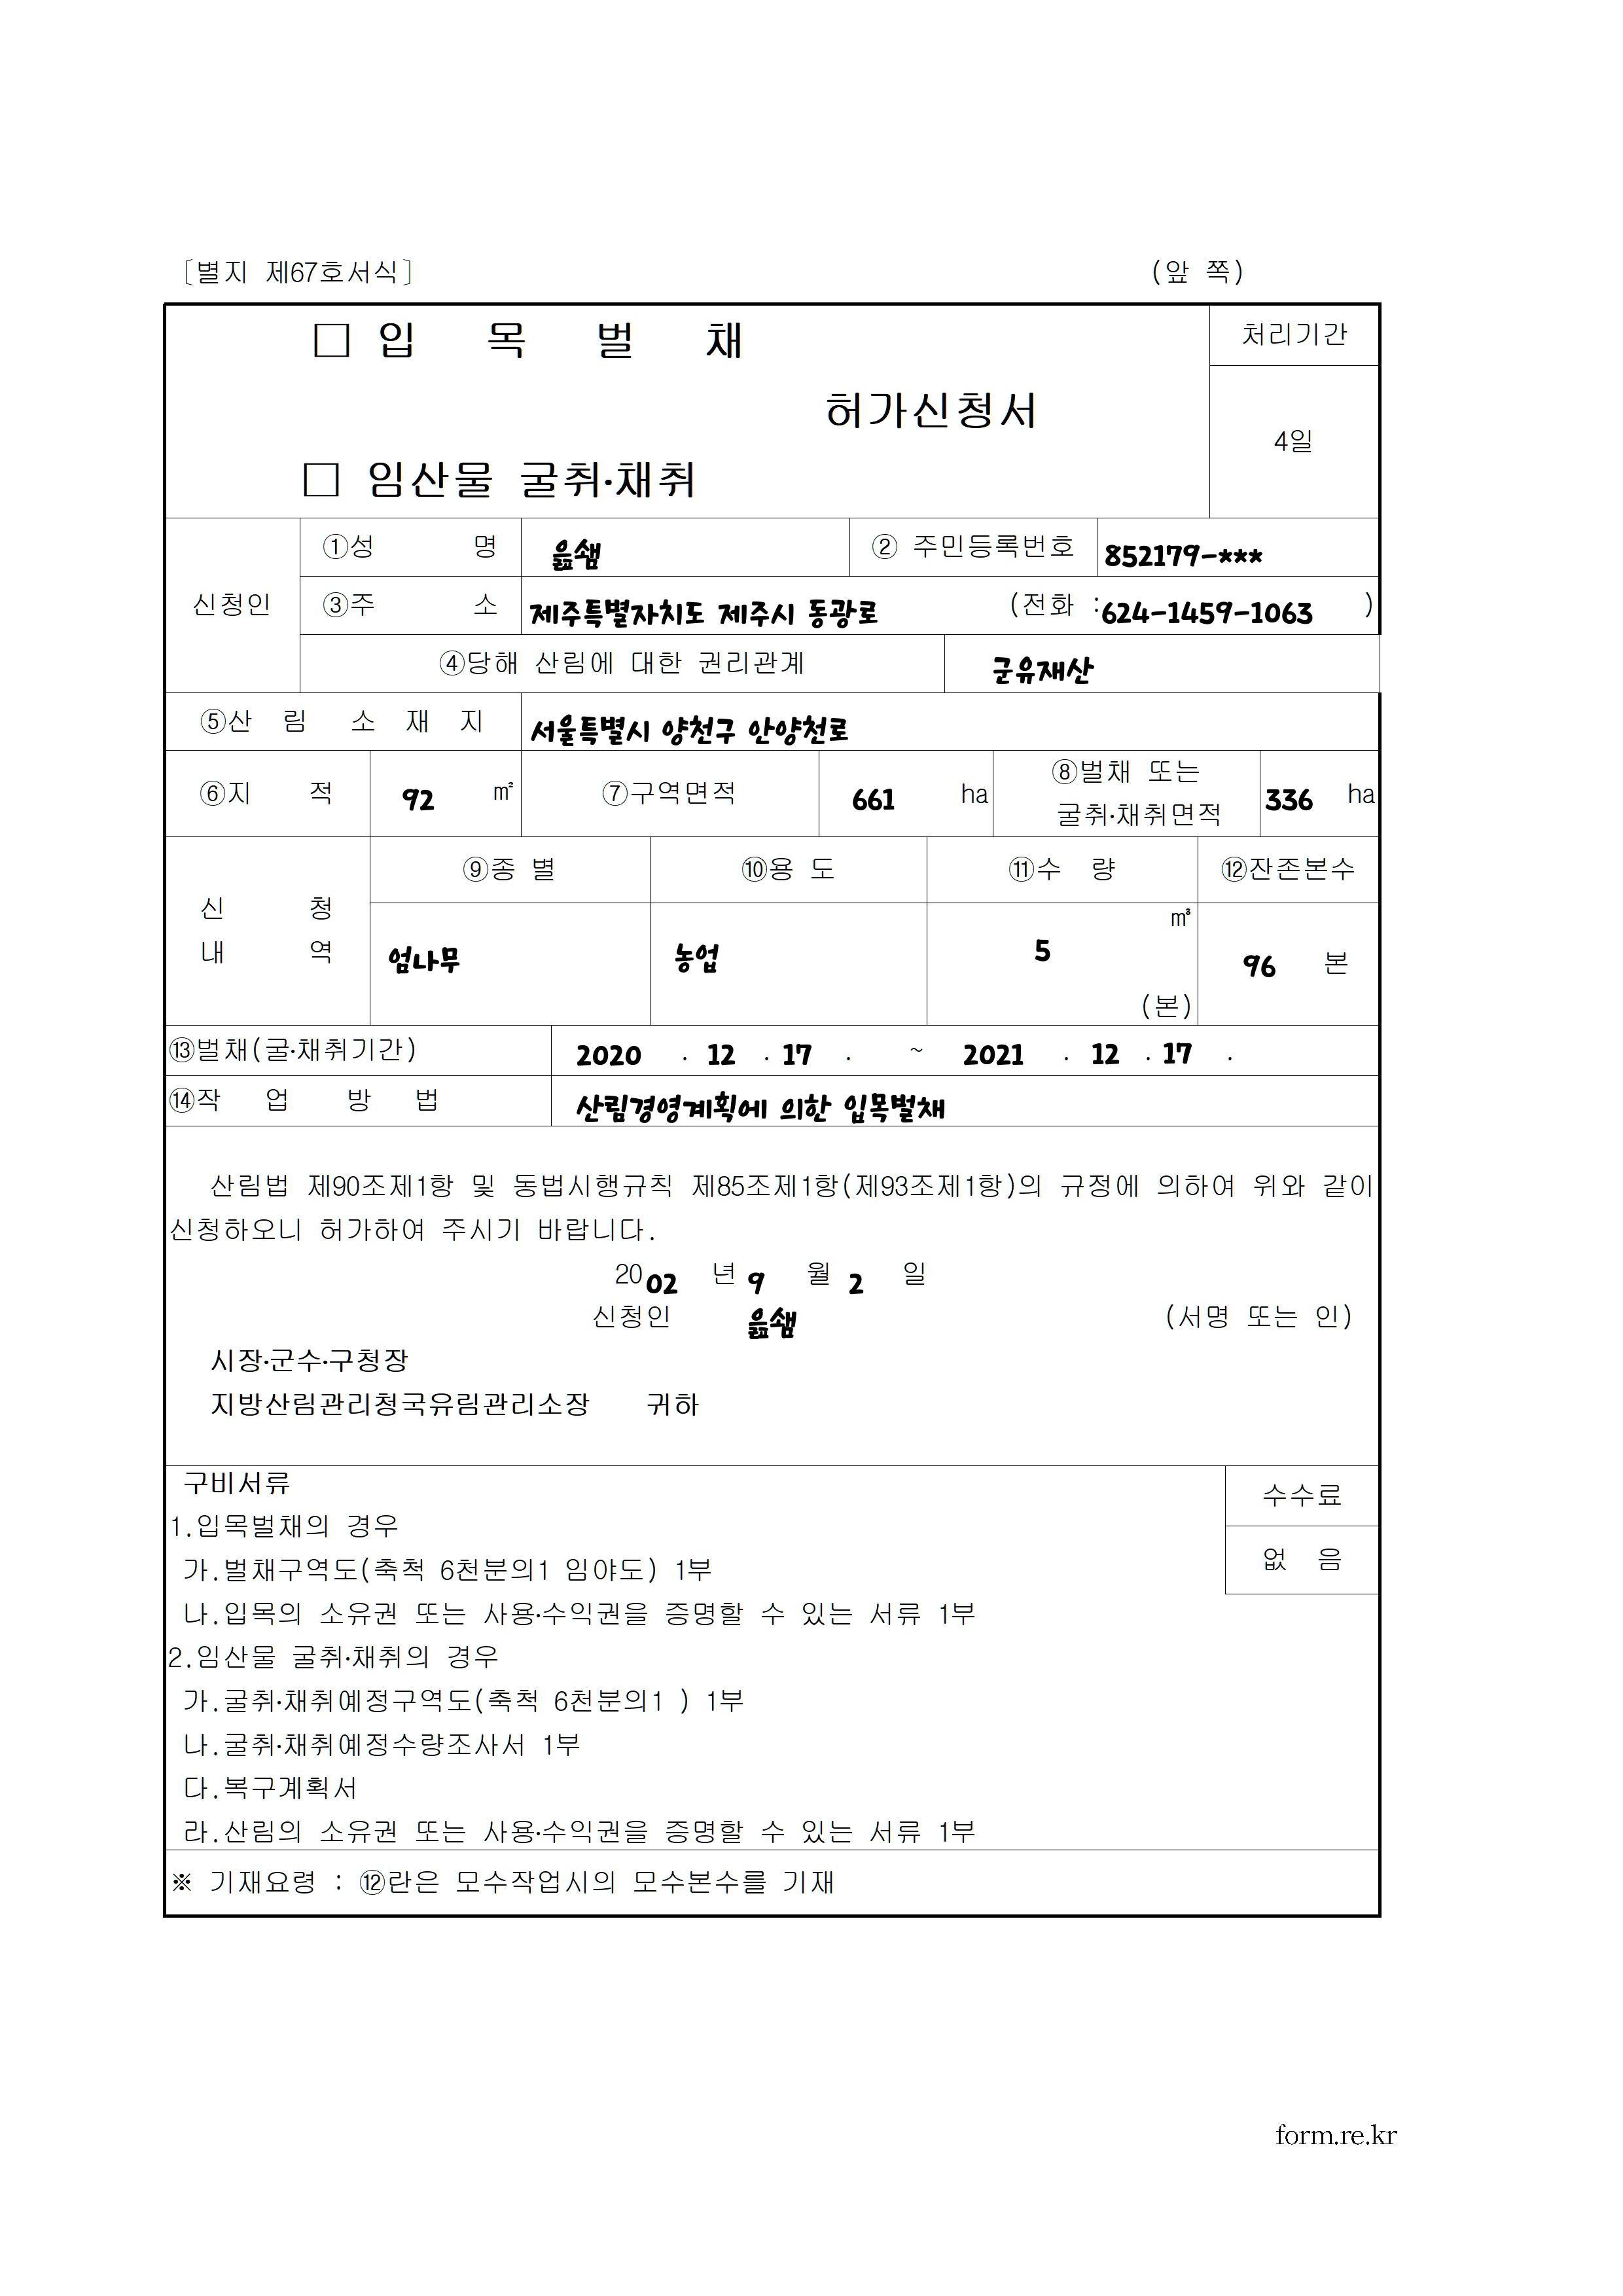 [별지 제67호서식] (앞 쪽)
□ 입 목 벌 채
처리기간
허가신청서
4일
□ 임산물 굴취·채취
신청인
①성 명
② 주민등록번호 852179-***
③주 소 제주특별자치도 제주시 동광로 (전화 :624-1459-1063 )
④당해 산림에 대한 권리관계 군유재산
⑤산 림 소 재 지 서울특별시 양천구 안양천로
⑥지 적 92 ㎡ ⑦구역면적 661 ha ⑧벌채 또는 굴취·채취면적 336 ha
신 청
내 역
⑨종 별 ⑩용 도 ⑪수 량 ⑫잔존본수
㎥
엄나무 농업 5 96 본
(본)
⑬벌채(굴·채취기간) 2020 . 12 . 17 . ~ 2021 . 12 . 17 .
⑭작 업 방 법 산림경영계획에 의한 입목벌채
산림법 제90조제1항 및 동법시행규칙 제85조제1항(제93조제1항)의 규정에 의하여 위와 같이
신청하오니 허가하여 주시기 바랍니다.
2002 년 9 월 2 일
신청인 (서명 또는 인)
시장·군수·구청장
지방산림관리청국유림관리소장 귀하
구비서류
수수료
1.입목벌채의 경우
없 음
가.벌채구역도(축척 6천분의1 임야도) 1부
나.입목의 소유권 또는 사용·수익권을 증명할 수 있는 서류 1부
2.임산물 굴취·채취의 경우
가.굴취·채취예정구역도(축척 6천분의1 ) 1부
나.굴취·채취예정수량조사서 1부
다.복구계획서
라.산림의 소유권 또는 사용·수익권을 증명할 수 있는 서류 1부
※ 기재요령 : ⑫란은 모수작업시의 모수본수를 기재
form.re.kr